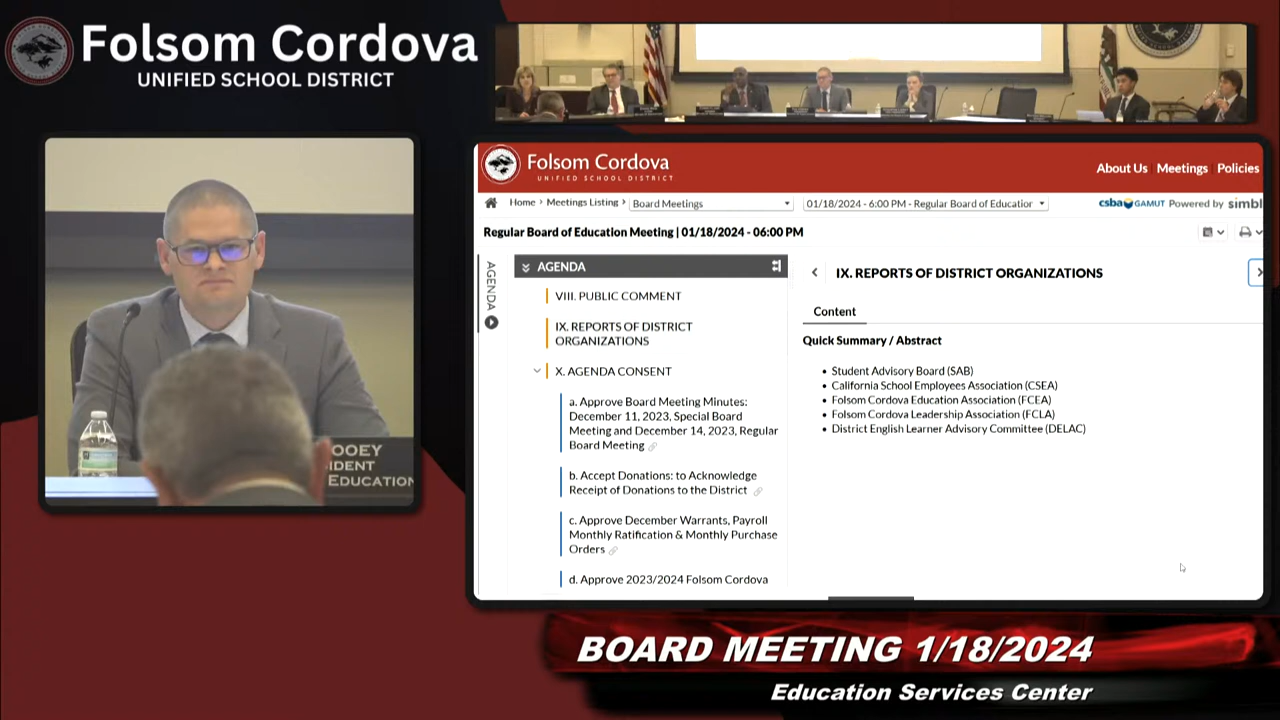 Folsom Cordova
UNIFIED SCHOOL DISTRICT
Folsom Cordova
UNIFIED SCHOOL DISTRICT
About Us Meetings Policies
Home > Meetings Listing > Board Meetings 01/18/2024 - 6:00 PM - Regular Board of Education csba GAMUT Powered by simbl
Regular Board of Education Meeting | 01/18/2024 - 06:00 PM
AGENDA
AGENDA
VIII. PUBLIC COMMENT
IX. REPORTS OF DISTRICT
ORGANIZATIONS
X. AGENDA CONSENT
a. Approve Board Meeting Minutes:
December 11, 2023, Special Board
Meeting and December 14, 2023, Regular
Board Meeting
b. Accept Donations: to Acknowledge
Receipt of Donations to the District
c. Approve December Warrants, Payroll
Monthly Ratification & Monthly Purchase
Orders
d. Approve 2023/2024 Folsom Cordova
IX. REPORTS OF DISTRICT ORGANIZATIONS
Content
Quick Summary / Abstract
• Student Advisory Board (SAB)
• California School Employees Association (CSEA)
• Folsom Cordova Education Association (FCEA)
• Folsom Cordova Leadership Association (FCLA)
• District English Learner Advisory Committee (DELAC)
OOEY
IDENT
EDUCATION
BOARD MEETING 1/18/2024
Education Services Center